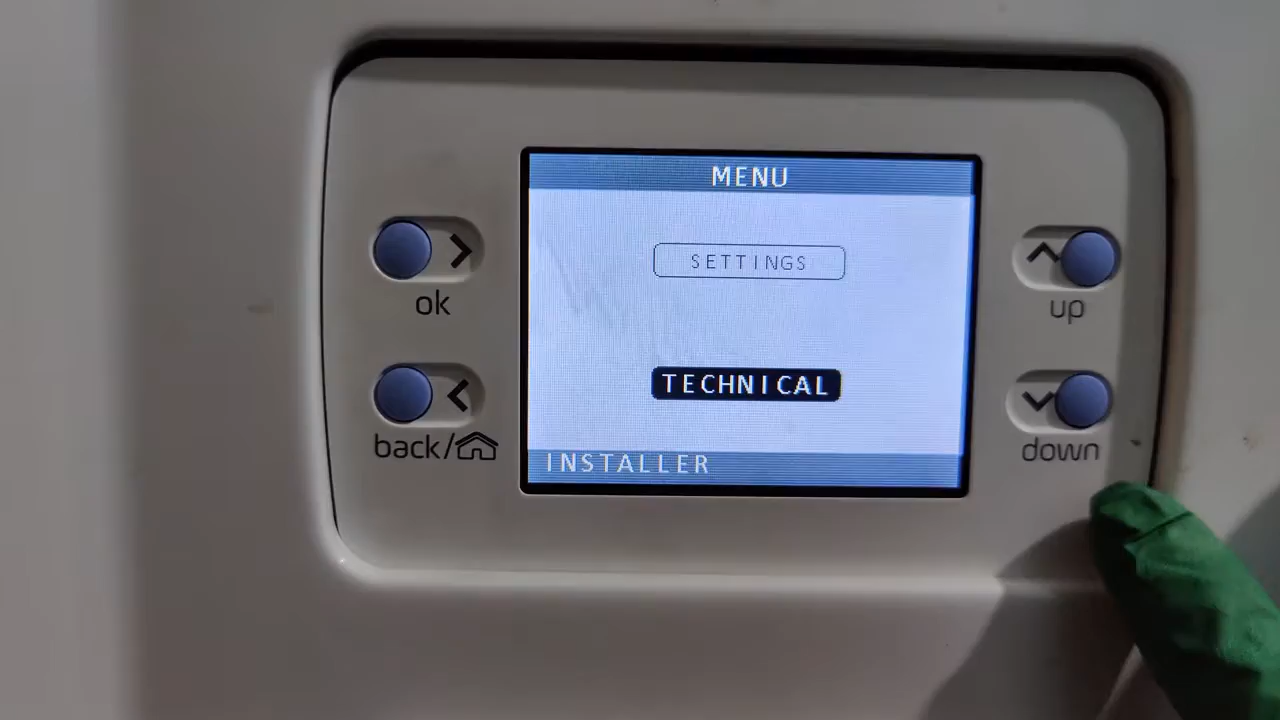 MENU
SETTINGS
ok
up
TECHNICAL
back/
down
INSTALLER